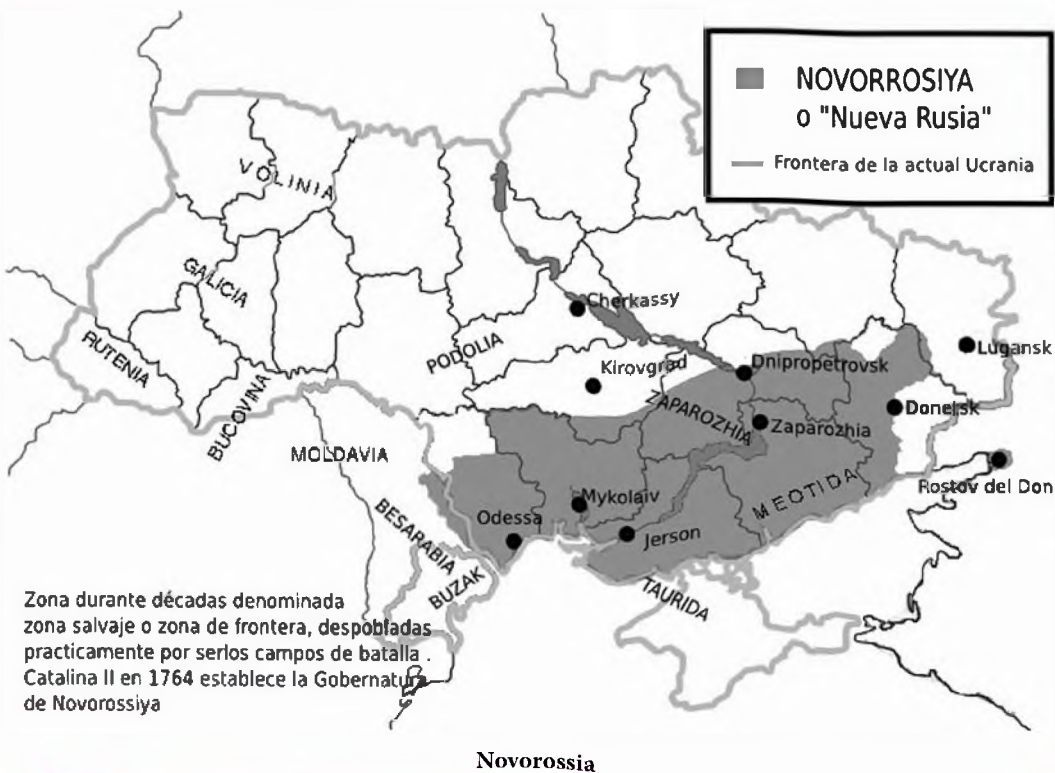 NOVORROSIYA
o "Nueva Rusia"
Frontera de la actual Ucrania
VOLINIA
GALICIA
RUTENIA
BUCOVINA
PODOLIA
Cherkassy
Kirovgrad
Dnipropetrovsk
Lugansk
ZAPAROZHIA
Zaparozhia
Donetsk
Rostov del Don
MOLDAVIA
MEOTIDA
Mykolaiv
Odessa
Jerson
BESARABIA
BUZAK
TAURIDA
Zona durante décadas denominada
zona salvaje o zona de frontera, despobladas
practicamente por serlos campos de batalla .
Catalina II en 1764 establece la Gobernatura
de Novorossiya
Novorossia